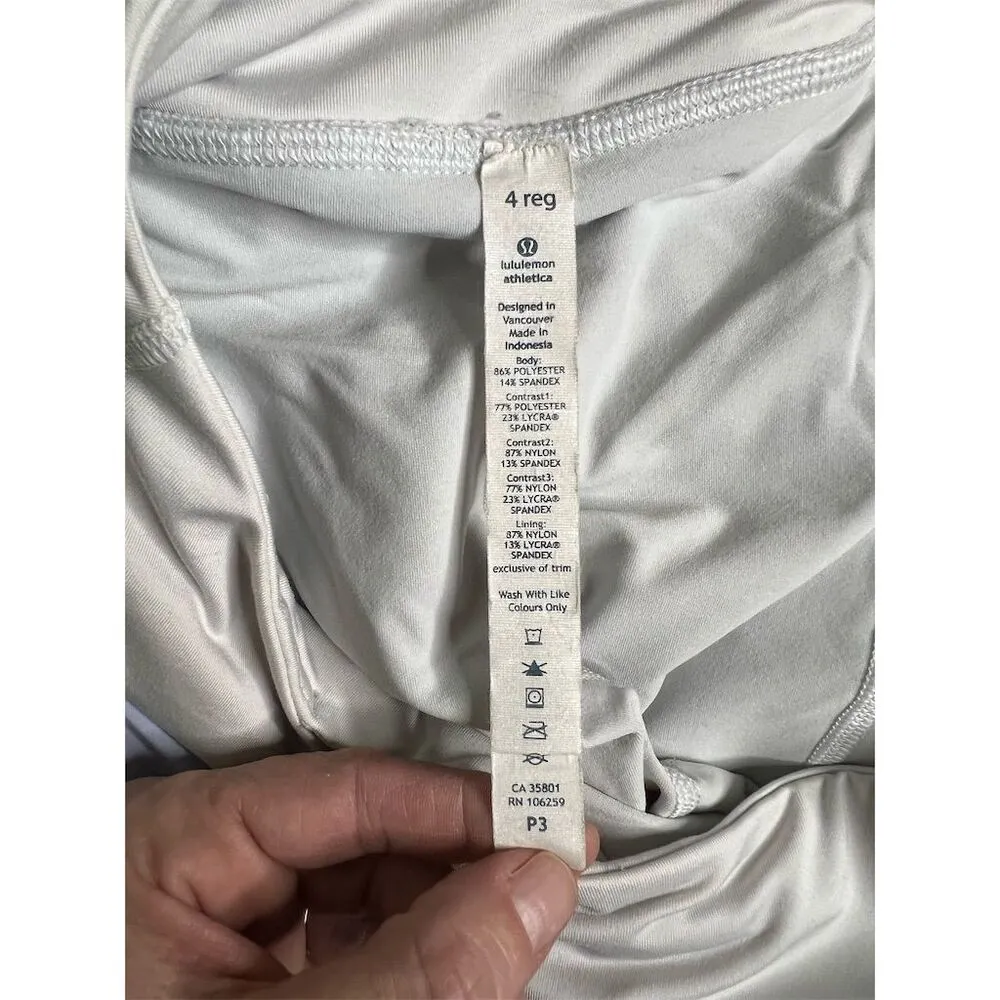 4 reg
lululemon
athletica
Designed in
Vancouver
Made in
Indonesia
Body:
86% POLYESTER
14% SPANDEX
Contrast1:
77% POLYESTER
23% LYCRA®
SPANDEX
Contrast2:
87% NYLON
13% SPANDEX
Contrast3:
77% NYLON
23% LYCRA®
SPANDEX
Lining:
87% NYLON
13% LYCRA®
SPANDEX
exclusive of trim
Wash With Like
Colours Only
CA 35801
RN 106259
P3